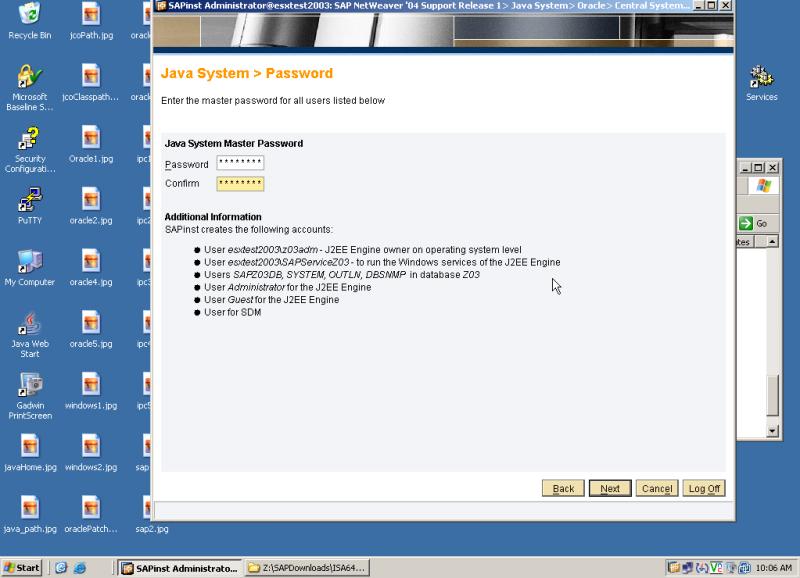 SAPinst Administrator@esxtest2003: SAP NetWeaver '04 Support Release 1> Java System> Oracle> Central System...
Java System > Password
Enter the master password for all users listed below
Java System Master Password
Password ********
Confirm ********
Additional Information
SAPinst creates the following accounts:
User esxtest2003\z03adm - J2EE Engine owner on operating system level
User esxtest2003\SAPServiceZ03 - to run the Windows services of the J2EE Engine
Users SAPZ03DB, SYSTEM, OUTLN, DBSNMP in database Z03
User Administrator for the J2EE Engine
User Guest for the J2EE Engine
User for SDM
Back Next Cancel Log Off
Recycle Bin
jcoPath.jpg
oracle
Microsoft
Baseline S...
jcoClasspath...
oracle
Security
Configurati...
Oracle1.jpg
ipc1
PuTTY
oracle2.jpg
ipc2
My Computer
oracle4.jpg
ipc3
Java Web
Start
oracle5.jpg
ipc4
Gadwin
PrintScreen
windows1.jpg
ipc5
javaHome.jpg
windows2.jpg
sap
java_path.jpg
oraclePatch...
sap2.jpg
Services
Go
Start
SAPinst Administrato...
Z:\SAPDownloads\ISA64...
10:06 AM